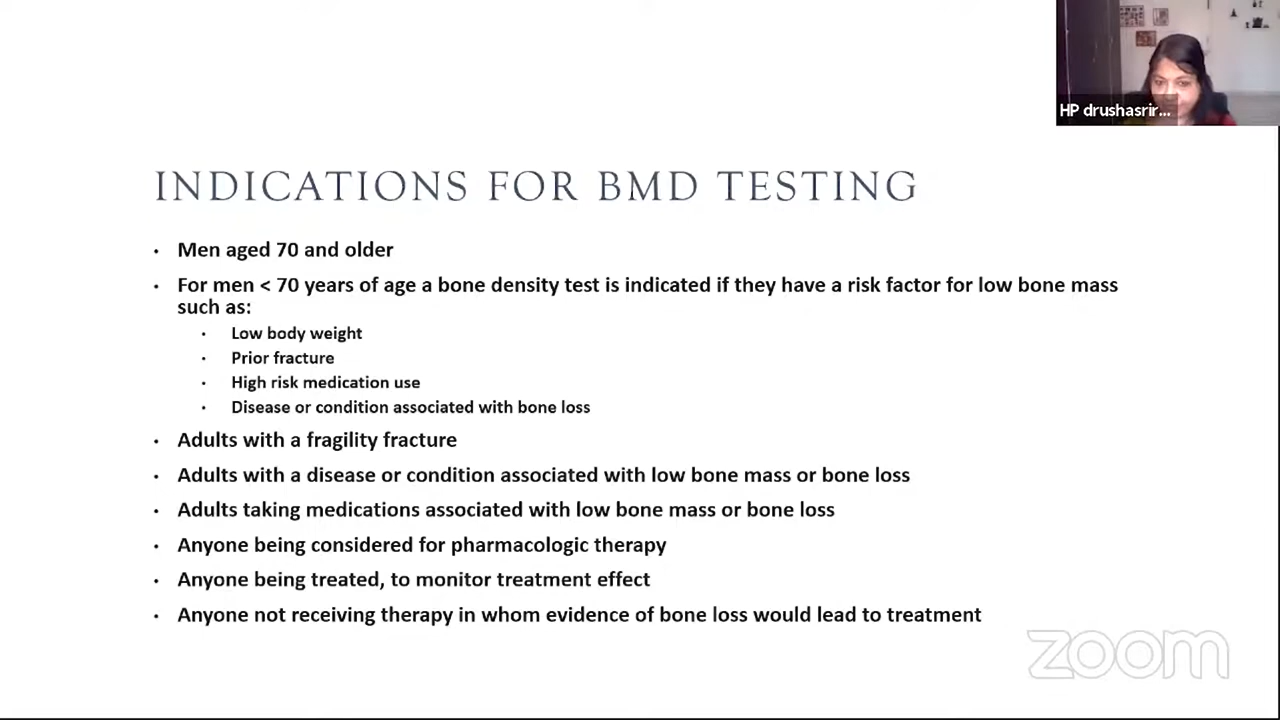 HP drushasrir...
INDICATIONS FOR BMD TESTING
• Men aged 70 and older
• For men < 70 years of age a bone density test is indicated if they have a risk factor for low bone mass
such as:
• Low body weight
• Prior fracture
• High risk medication use
• Disease or condition associated with bone loss
• Adults with a fragility fracture
• Adults with a disease or condition associated with low bone mass or bone loss
• Adults taking medications associated with low bone mass or bone loss
• Anyone being considered for pharmacologic therapy
• Anyone being treated, to monitor treatment effect
• Anyone not receiving therapy in whom evidence of bone loss would lead to treatment
zoom